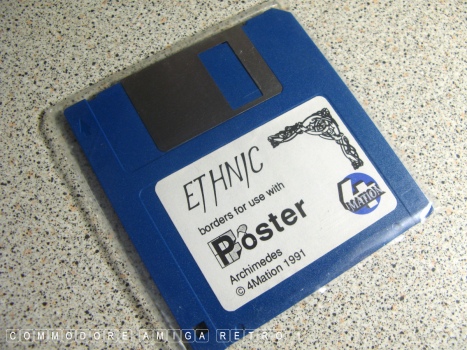 ETHNIC
borders for use with
Poster
Archimedes
© 4Mation 1991
4MATION
COMMODORE AMIGA RETRO